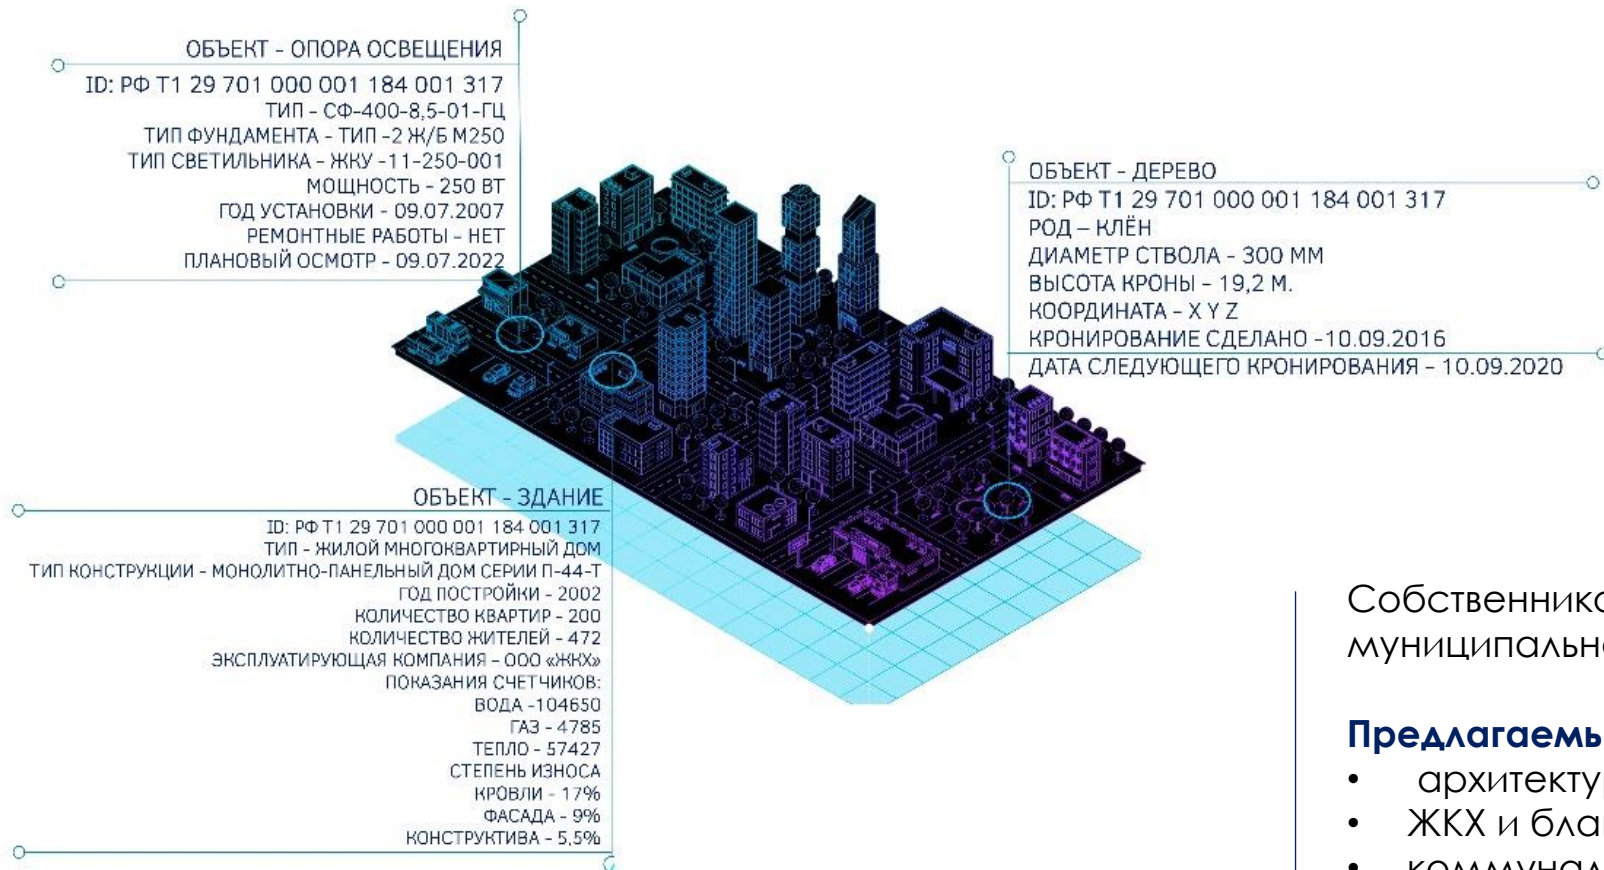 ОБЪЕКТ - ОПОРА ОСВЕЩЕНИЯ
ID: РФ Т1 29 701 000 001 184 001 317
ТИП - СФ-400-8,5-01-ГЦ
ТИП ФУНДАМЕНТА - ТИП -2 Ж/Б М250
ТИП СВЕТИЛЬНИКА - ЖКУ -11-250-001
МОЩНОСТЬ - 250 ВТ
ГОД УСТАНОВКИ - 09.07.2007
РЕМОНТНЫЕ РАБОТЫ - НЕТ
ПЛАНОВЫЙ ОСМОТР - 09.07.2022
ОБЪЕКТ - ДЕРЕВО
ID: РФ Т1 29 701 000 001 184 001 317
РОД – КЛЁН
ДИАМЕТР СТВОЛА - 300 ММ
ВЫСОТА КРОНЫ - 19,2 М.
КООРДИНАТА - X Y Z
КРОНИРОВАНИЕ СДЕЛАНО -10.09.2016
ДАТА СЛЕДУЮЩЕГО КРОНИРОВАНИЯ - 10.09.2020
ОБЪЕКТ - ЗДАНИЕ
ID: РФ Т1 29 701 000 001 184 001 317
ТИП - ЖИЛОЙ МНОГОКВАРТИРНЫЙ ДОМ
ТИП КОНСТРУКЦИИ - МОНОЛИТНО-ПАНЕЛЬНЫЙ ДОМ СЕРИИ П-44-Т
ГОД ПОСТРОЙКИ - 2002
КОЛИЧЕСТВО КВАРТИР - 200
КОЛИЧЕСТВО ЖИТЕЛЕЙ - 472
ЭКСПЛУАТИРУЮЩАЯ КОМПАНИЯ - ООО «ЖКХ»
ПОКАЗАНИЯ СЧЕТЧИКОВ:
ВОДА -104650
ГАЗ - 4785
ТЕПЛО - 57427
СТЕПЕНЬ ИЗНОСА
КРОВЛИ - 17%
ФАСАДА - 9%
КОНСТРУКТИВА - 5,5%
Собственник
муниципальн
Предлагаемы
• архитекту
• ЖКХ и бла
• коммунал